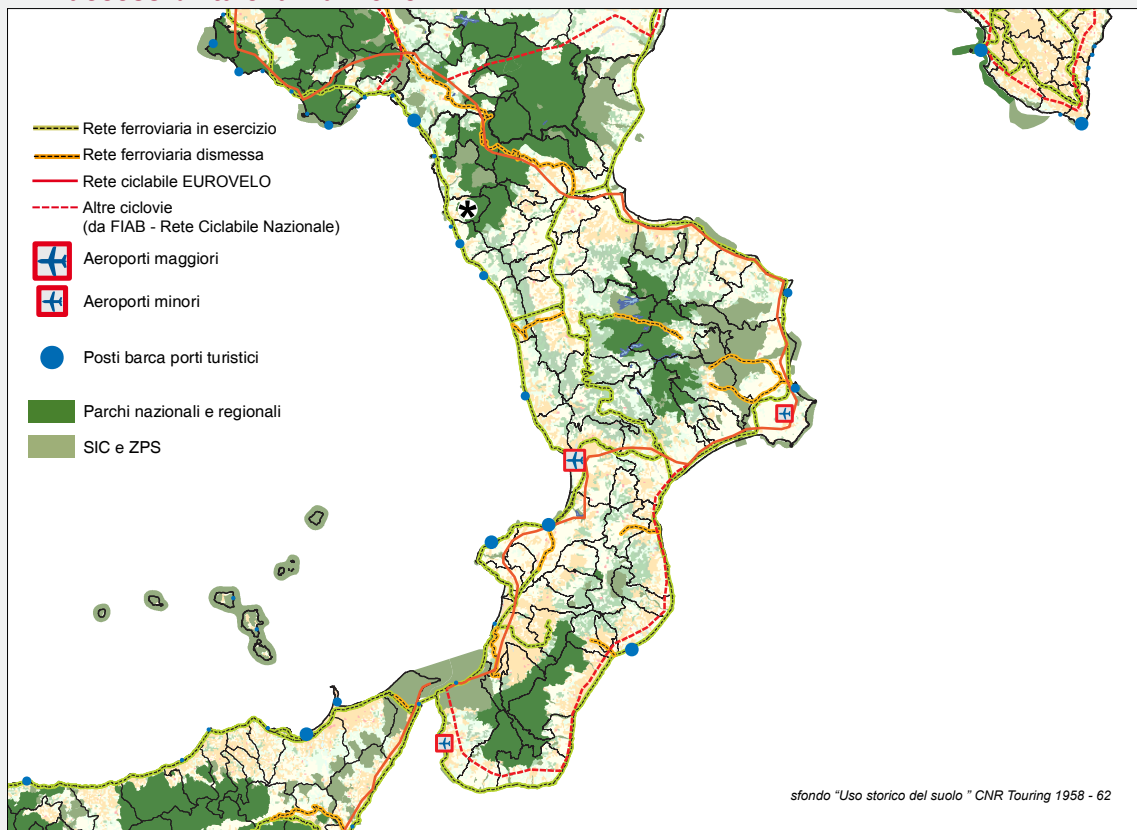 Rete ferroviaria in esercizio
Rete ferroviaria dismessa
Rete ciclabile EUROVELO
Altre ciclovie
(da FIAB - Rete Ciclabile Nazionale)
Aeroporti maggiori
Aeroporti minori
Posti barca porti turistici
Parchi nazionali e regionali
SIC e ZPS
*
sfondo “Uso storico del suolo ” CNR Touring 1958 - 62